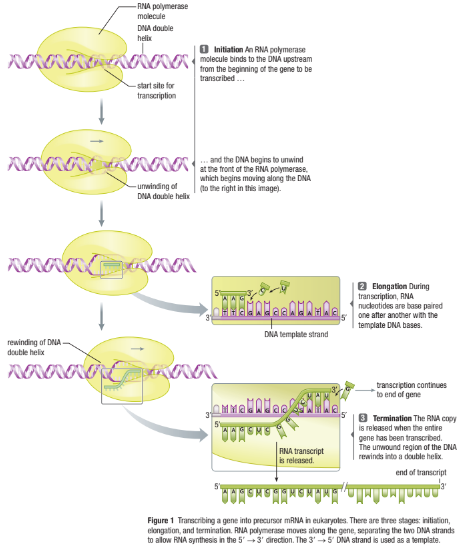 RNA polymerase
molecule
DNA double
helix
1 Initiation An RNA polymerase
molecule binds to the DNA upstream
from the beginning of the gene to be
transcribed ...
start site for
transcription
... and the DNA begins to unwind
at the front of the RNA polymerase,
which begins moving along the DNA
(to the right in this image).
unwinding of
DNA double helix
2 Elongation During
transcription, RNA
nucleotides are base paired
one after another with the
template DNA bases.
5'
A A G
3'
T T C G A G C C A G A T A C
5'
DNA template strand
rewinding of DNA
double helix
transcription continues
to end of gene
3 Termination The RNA copy
is released when the entire
gene has been transcribed.
The unwound region of the DNA
rewinds into a double helix.
3'
5'
5'
A A G C U C G
RNA transcript
is released.
end of transcript
5'
A A G C U C G G U C U A U G
3'
Figure 1 Transcribing a gene into precursor mRNA in eukaryotes. There are three stages: initiation,
elongation, and termination. RNA polymerase moves along the gene, separating the two DNA strands
to allow RNA synthesis in the 5' → 3' direction. The 3' → 5' DNA strand is used as a template.